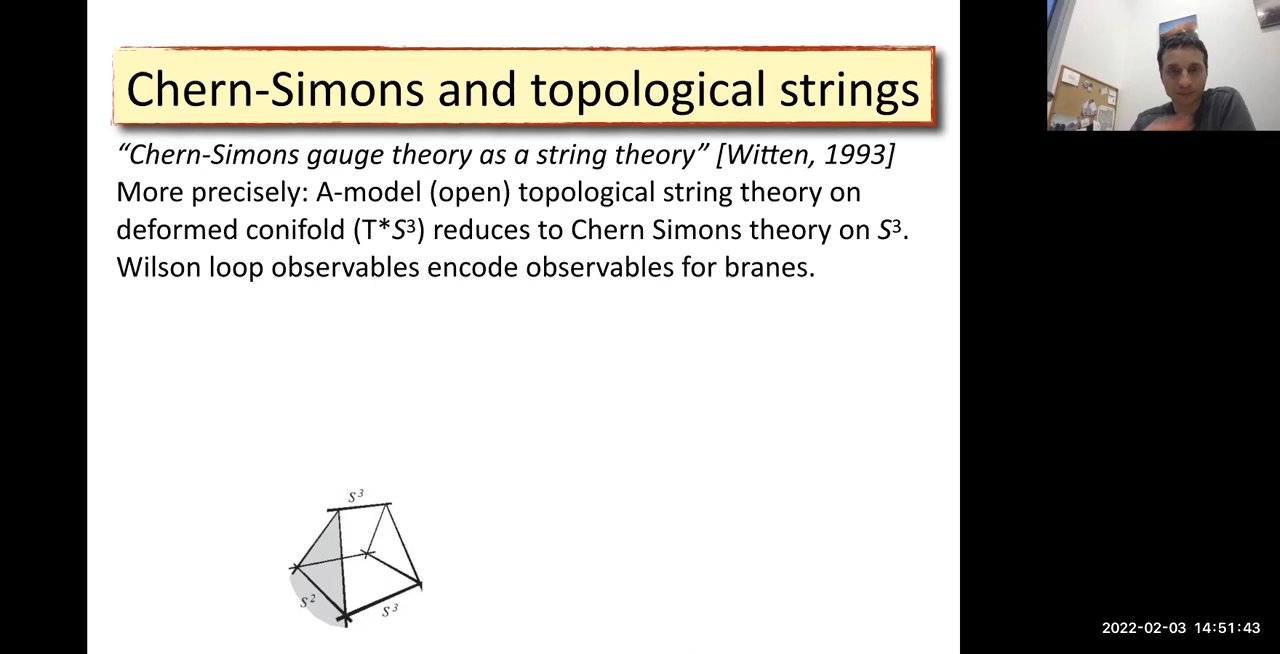 Chern-Simons and topological strings
“Chern-Simons gauge theory as a string theory” [Witten, 1993]
More precisely: A-model (open) topological string theory on
deformed conifold (T*S³) reduces to Chern Simons theory on S³.
Wilson loop observables encode observables for branes.
S³
S²
S³
2022-02-03 14:51:43